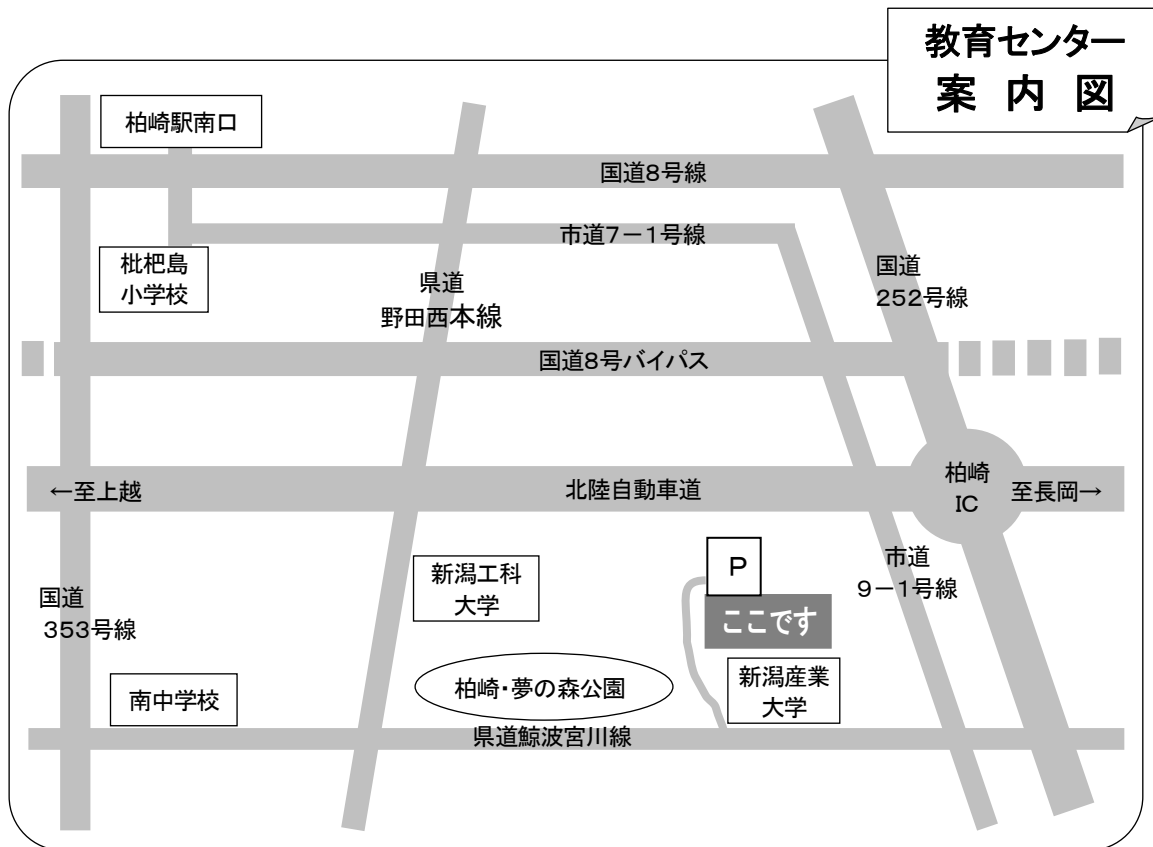 教育センター
案 内 図
柏崎駅南口
国道8号線
市道7－1号線
枇杷島
小学校
県道
野田西本線
国道
252号線
国道8号バイパス
←至上越
北陸自動車道
柏崎
IC
至長岡→
国道
353号線
新潟工科
大学
P
ここです
市道
9－1号線
南中学校
柏崎・夢の森公園
新潟産業
大学
県道鯨波宮川線